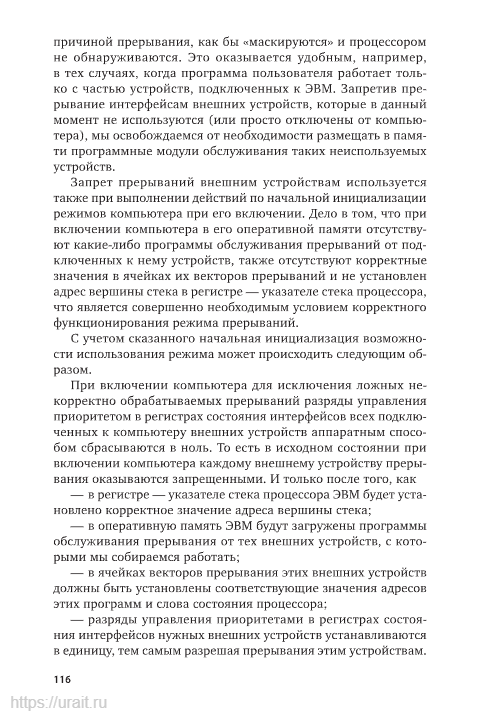 причиной прерывания, как бы «маскируются» и процессором
не обнаруживаются. Это оказывается удобным, например,
в тех случаях, когда программа пользователя работает толь-
ко с частью устройств, подключенных к ЭВМ. Запретив пре-
рывание интерфейсам внешних устройств, которые в данный
момент не используются (или просто отключены от компью-
тера), мы освобождаемся от необходимости размещать в памя-
ти программные модули обслуживания таких неиспользуемых
устройств.
Запрет прерываний внешним устройствам используется
также при выполнении действий по начальной инициализации
режимов компьютера при его включении. Дело в том, что при
включении компьютера в его оперативной памяти отсутству-
ют какие-либо программы обслуживания прерываний от под-
ключенных к нему устройств, также отсутствуют корректные
значения в ячейках их векторов прерываний и не установлен
адрес вершины стека в регистре — указателе стека процессора,
что является совершенно необходимым условием корректного
функционирования режима прерываний.
С учетом сказанного начальная инициализация возможно-
сти использования режима может происходить следующим об-
разом.
При включении компьютера для исключения ложных не-
корректно обрабатываемых прерываний разряды управления
приоритетом в регистрах состояния интерфейсов всех подклю-
ченных к компьютеру внешних устройств аппаратным спосо-
бом сбрасываются в ноль. То есть в исходном состоянии при
включении компьютера каждому внешнему устройству преры-
вания оказываются запрещенными. И только после того, как
— в регистре — указателе стека процессора ЭВМ будет уста-
новлено корректное значение адреса вершины стека;
— в оперативную память ЭВМ будут загружены программы
обслуживания прерывания от тех внешних устройств, с кото-
рыми мы собираемся работать;
— в ячейках векторов прерывания этих внешних устройств
должны быть установлены соответствующие значения адресов
этих программ и слова состояния процессора;
— разряды управления приоритетами в регистрах состоя-
ния интерфейсов нужных внешних устройств устанавливаются
в единицу, тем самым разрешая прерывания этим устройствам.
116
https://urait.ru